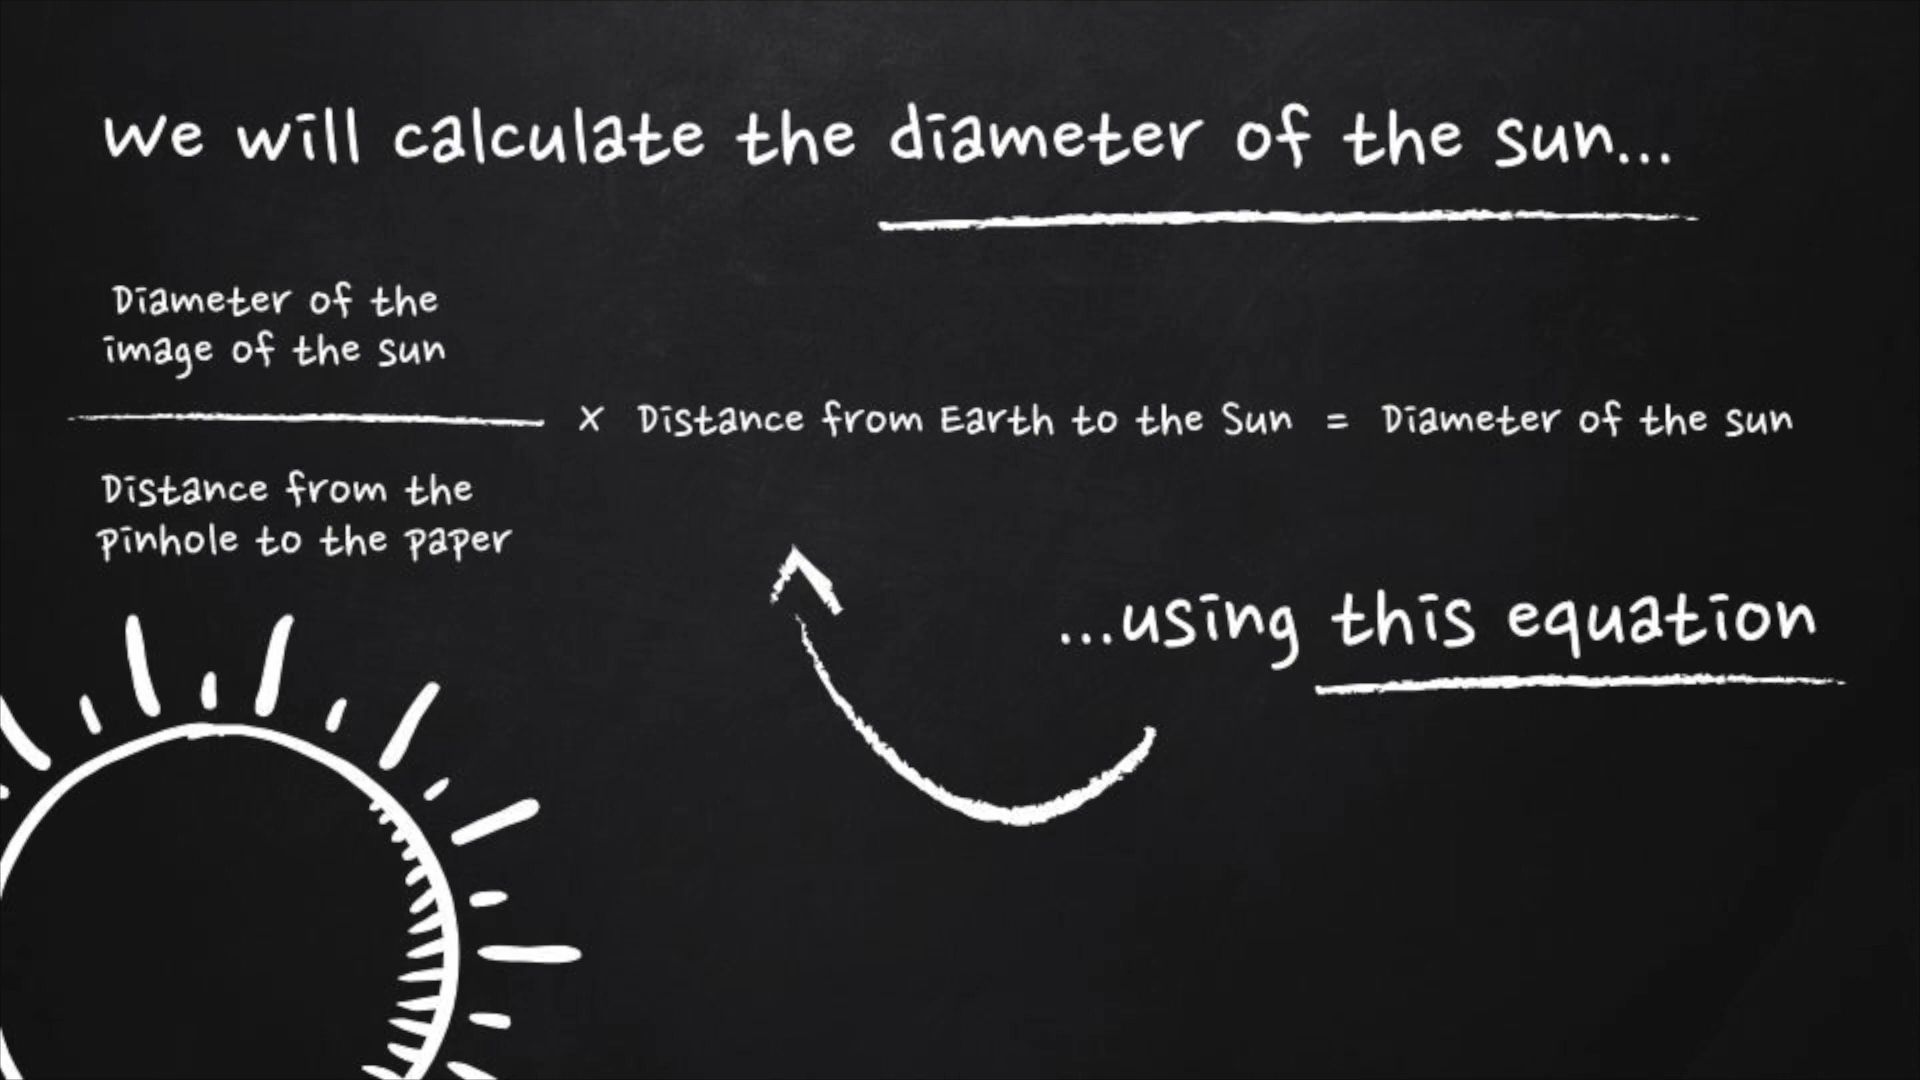 We will calculate the diameter of the sun...
Diameter of the
image of the sun
Distance from the
pinhole to the paper
x Distance from Earth to the Sun = Diameter of the sun
...using this equation